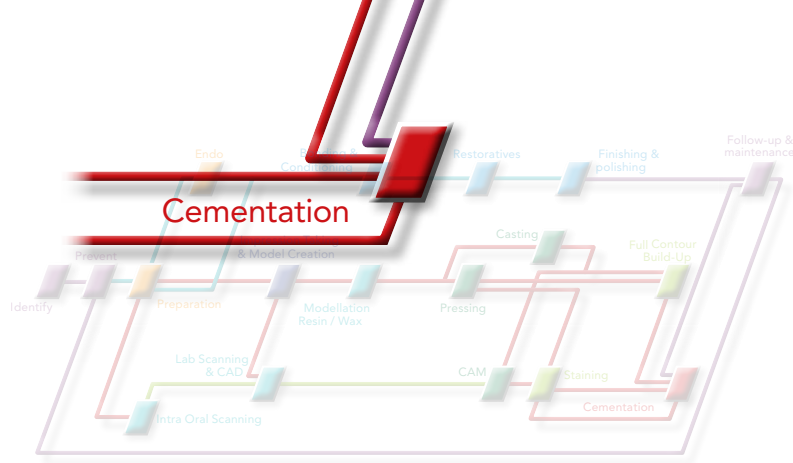 Follow-up &
maintenance
Endo
Bonding &
Conditioning
Restoratives
Finishing &
polishing
Cementation
Casting
Full Contour
Build-Up
& Model Creation
Prevent
Identify
Preparation
Modellation
Resin / Wax
Pressing
Lab Scanning
& CAD
CAM
Staining
Cementation
Intra Oral Scanning